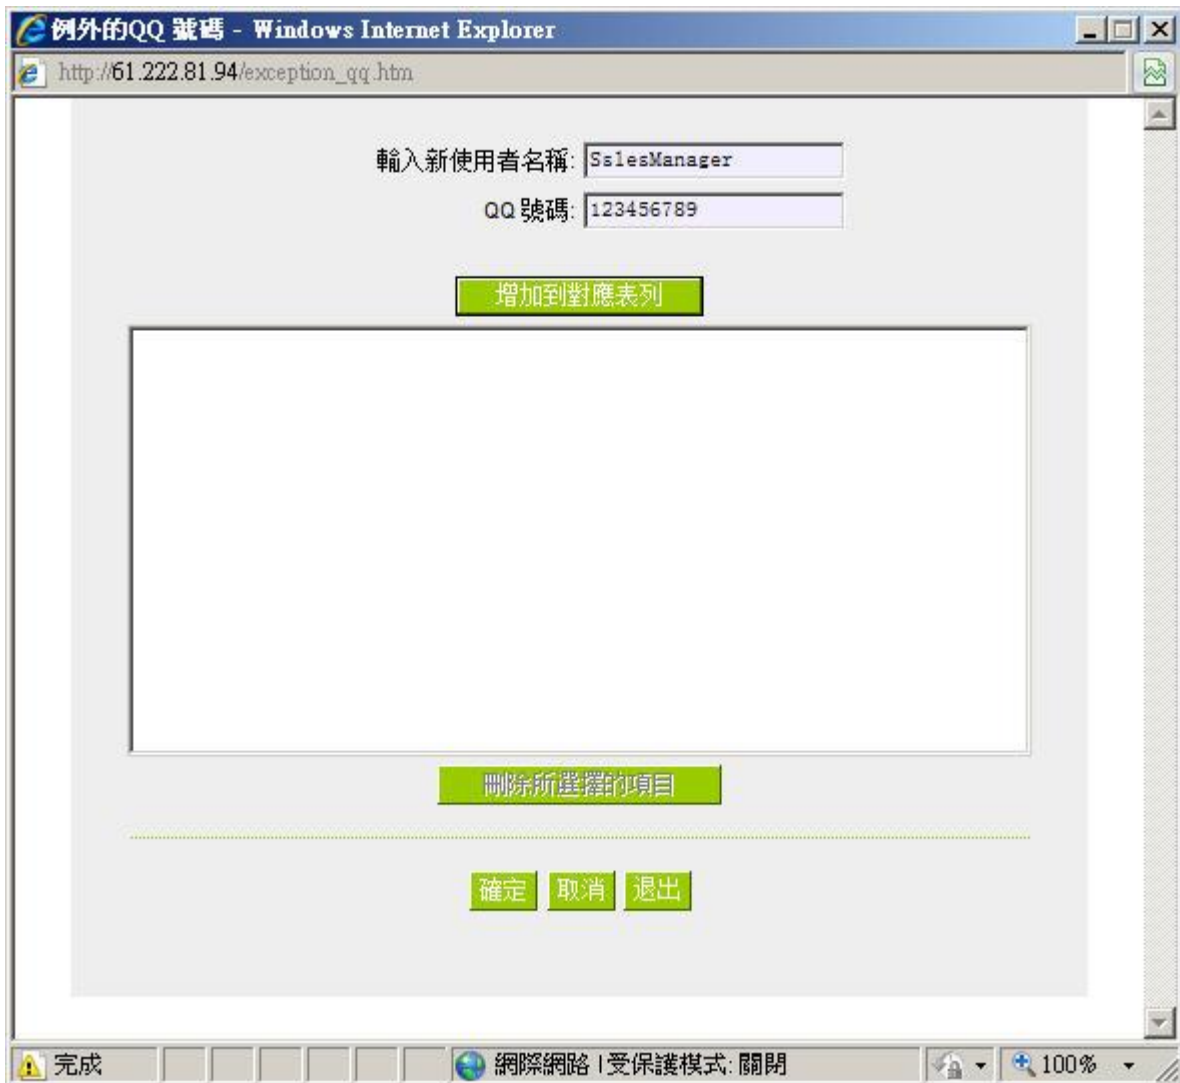 例外的QQ 號碼 - Windows Internet Explorer
http://61.222.81.94/exception_qq.htm
輸入新使用者名稱: SslesManager
QQ 號碼: 123456789
增加到對應表列
刪除所選擇的項目
確定 取消 退出
完成 網際網路 | 受保護模式: 關閉 100%